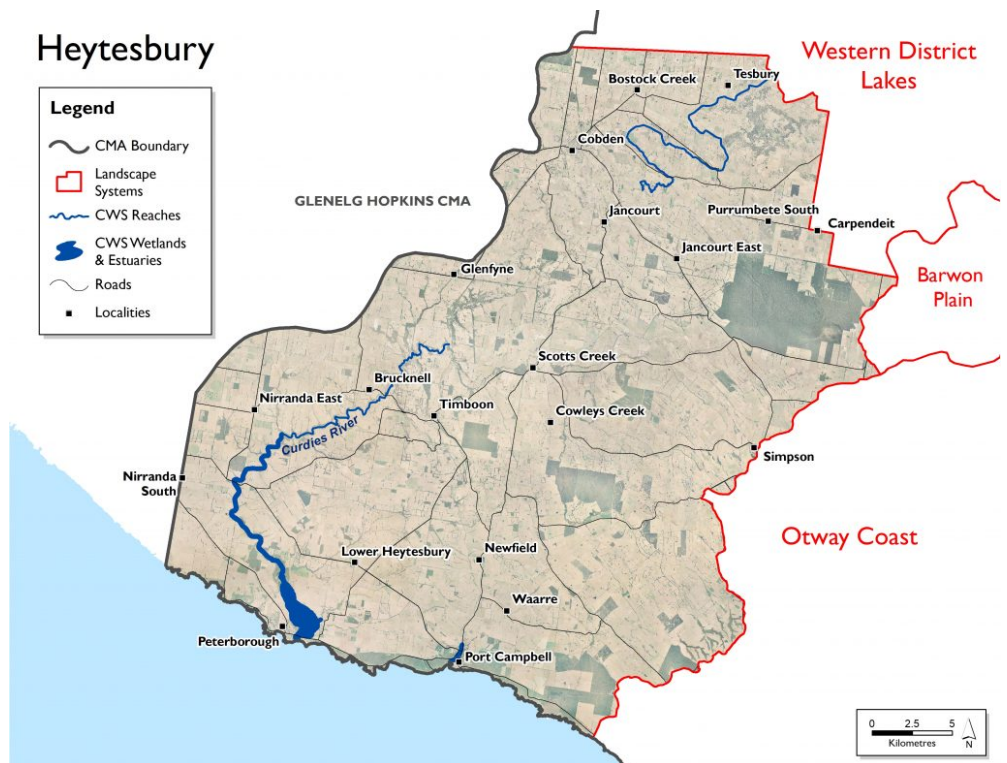 Heytesbury
Legend
CMA Boundary
Landscape
Systems
CWS Reaches
CWS Wetlands
& Estuaries
Roads
Localities
Western District
Lakes
Bostock Creek
Tesbury
Cobden
GLENELG HOPKINS CMA
Jancourt
Purrumbete South
Carpendeit
Jancourt East
Glenfyne
Barwon
Plain
Scotts Creek
Brucknell
Nirranda East
Timboon
Cowleys Creek
Curdies River
Simpson
Nirranda
South
Otway Coast
Lower Heytesbury
Newfield
Waarre
Peterborough
Port Campbell
0 2.5 5
Kilometres
N